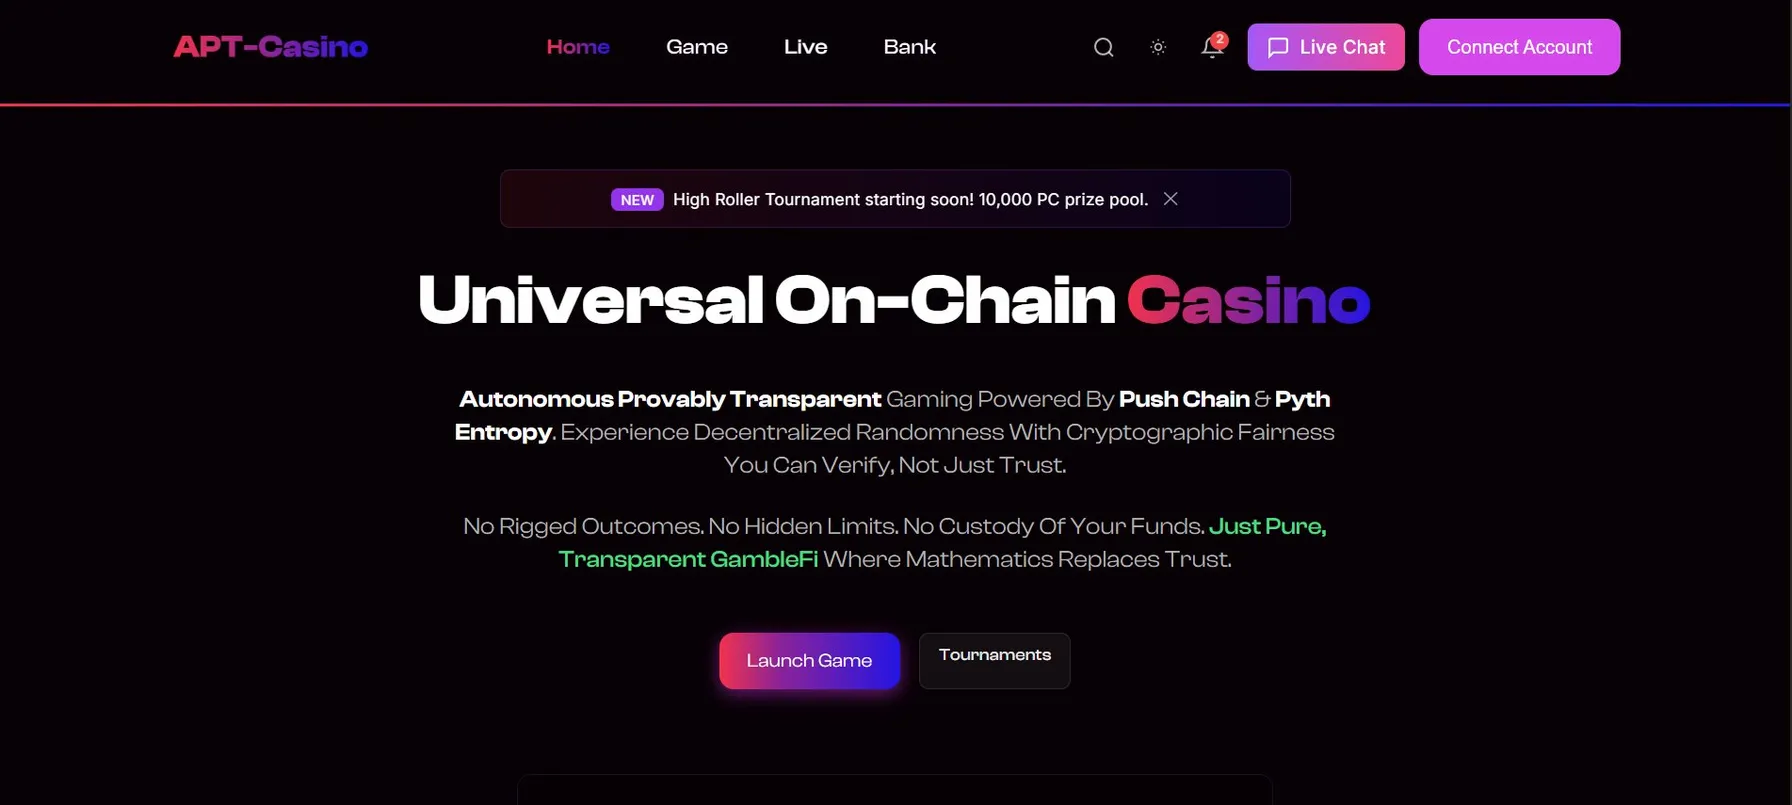 APT-Casino
Home
Game
Live
Bank
2
Live Chat
Connect Account
NEW High Roller Tournament starting soon! 10,000 PC prize pool.
Universal On-Chain Casino
Autonomous Provably Transparent Gaming Powered By Push Chain & Pyth
Entropy. Experience Decentralized Randomness With Cryptographic Fairness
You Can Verify, Not Just Trust.
No Rigged Outcomes. No Hidden Limits. No Custody Of Your Funds. Just Pure,
Transparent GambleFi Where Mathematics Replaces Trust.
Launch Game
Tournaments